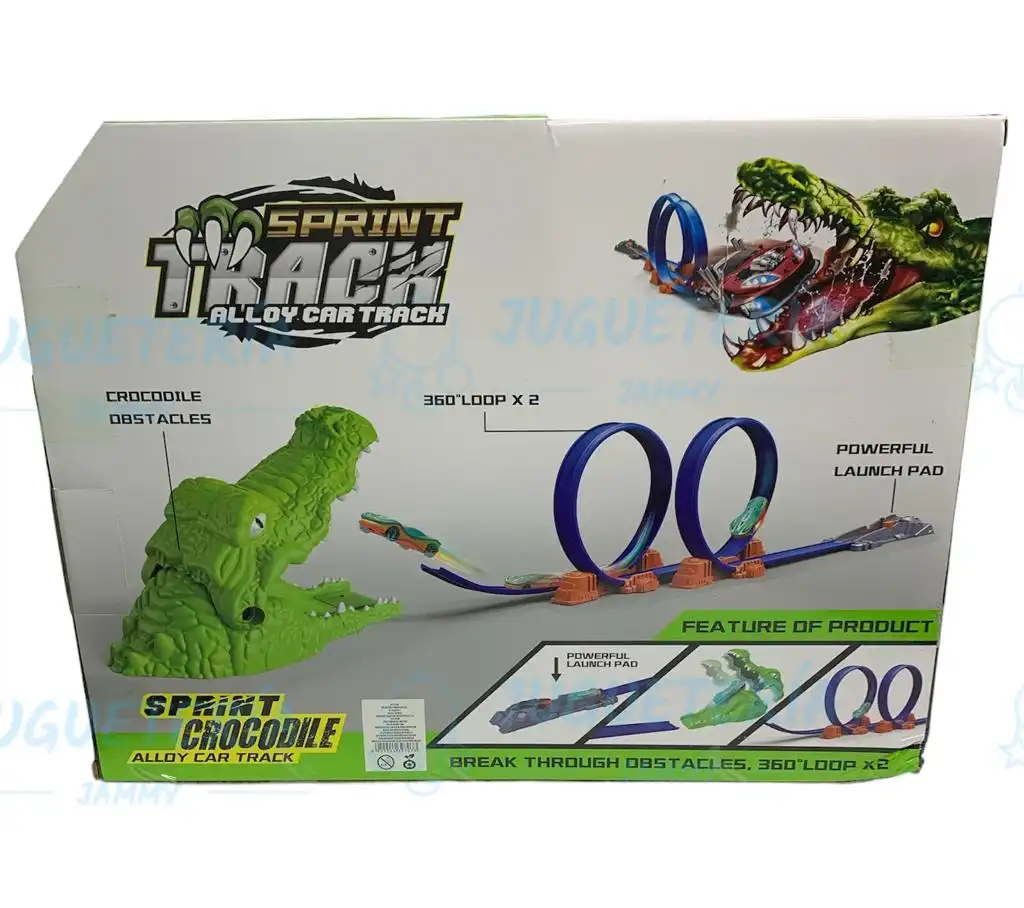 SPRINT
TRACK
ALLOY CAR TRACK
JUGUETERIA
JUGUETERIA
JAMMY
CROCODILE
OBSTACLES
360°LOOP X 2
POWERFUL
LAUNCH PAD
FEATURE OF PRODUCT
POWERFUL
LAUNCH PAD
SPRINT
CROCODILE
ALLOY CAR TRACK
BREAK THROUGH OBSTACLES, 360°LOOP X2
JAMMY